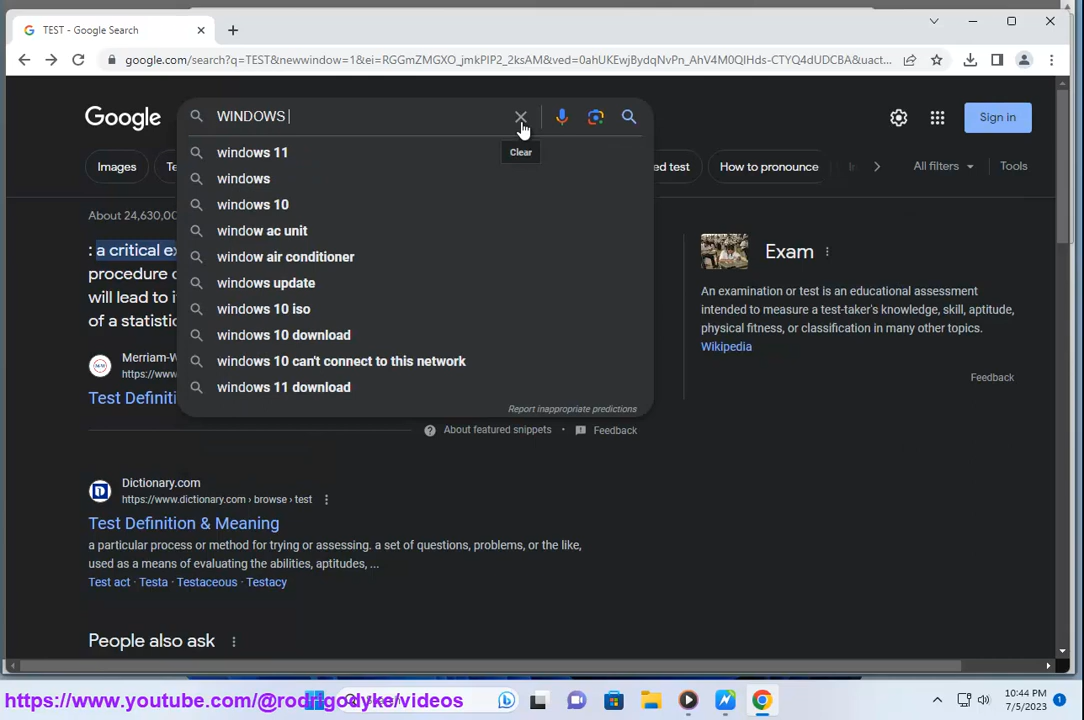 TEST - Google Search
google.com/search?q=TEST&newwindow=1&ei=RGGmZMGXO_jmkPIP2_2ksAM&ved=0ahUKEwjBydqNvPn_AhV4M0QIHds-CTYQ4dUDCBA&uact...
Google
WINDOWS
Sign in
Clear
windows 11
windows
windows 10
window ac unit
window air conditioner
windows update
windows 10 iso
windows 10 download
windows 10 can't connect to this network
windows 11 download
Report inappropriate predictions
Images
ed test
How to proounce
All filters
Tools
About 24,630,00
: a critical ex
procedure o
will lead to i
of a statisti
Merriam-W
https://www
Test Definiti
About featured snippets
•
Feedback
Exam
An examination or test is an educational assessment
intended to measure a test-taker's knowledge, skill, aptitude,
physical fitness, or classification in many other topics.
Wikipedia
Feedback
Dictionary.com
https://www.dictionary.com › browse › test
Test Definition & Meaning
a particular process or method for trying or assessing. a set of questions, problems, or the like,
used as a means of evaluating the abilities, aptitudes, ...
Test act · Testa · Testaceous · Testacy
People also ask
https://www.youtube.com/@rodrigodyke/videos
10:44 PM
7/5/2023
1